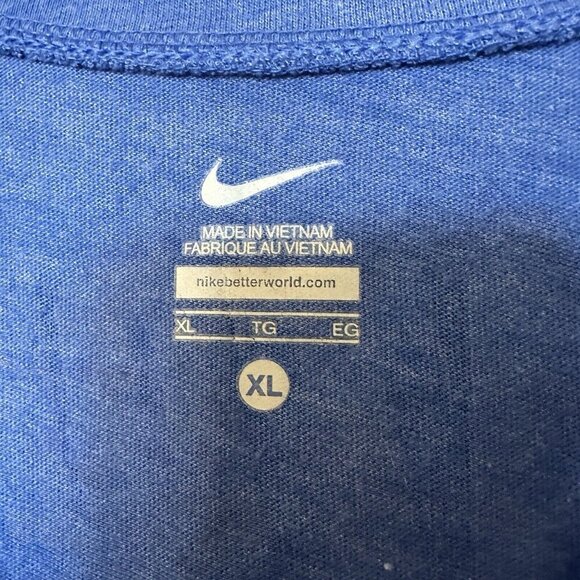 MADE IN VIETNAM
FABRIQUE AU VIETNAM
nikebetterworld.com
XL TG EG
XL